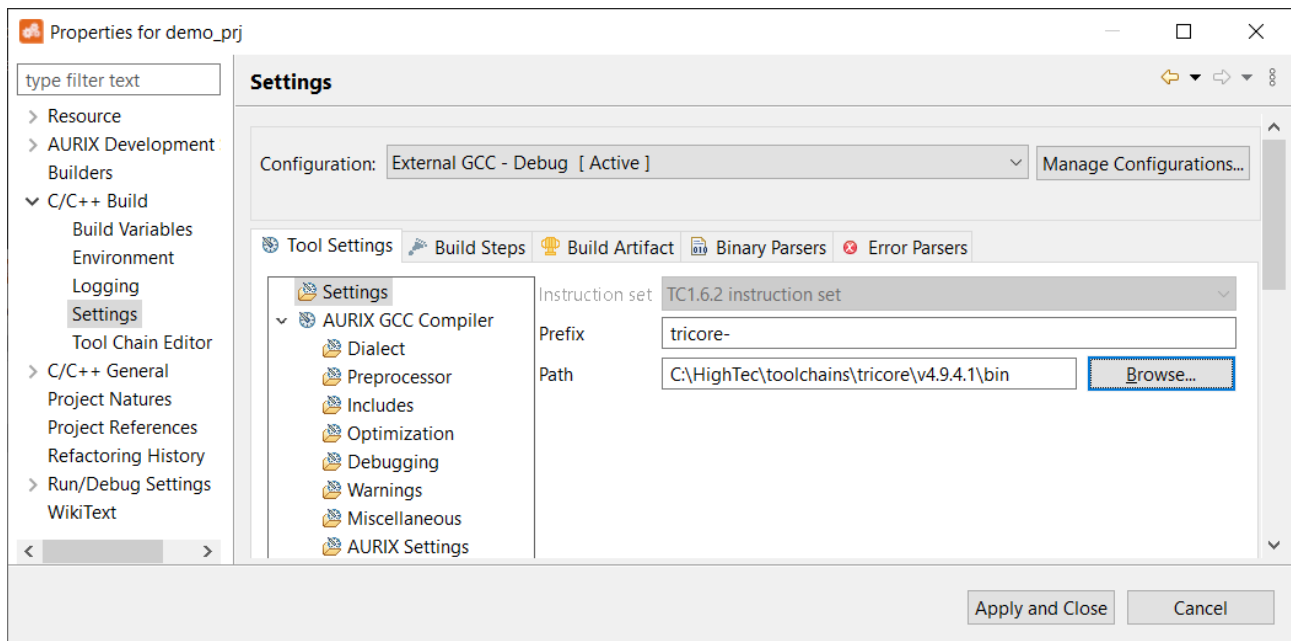 Properties for demo_prj
type filter text
Resource
AURIX Development
Builders
C/C++ Build
Build Variables
Environment
Logging
Settings
Tool Chain Editor
C/C++ General
Project Natures
Project References
Refactoring History
Run/Debug Settings
WikiText
Settings
Configuration: External GCC - Debug [ Active ] Manage Configurations...
Tool Settings Build Steps Build Artifact Binary Parsers Error Parsers
Settings
AURIX GCC Compiler
Dialect
Preprocessor
Includes
Optimization
Debugging
Warnings
Miscellaneous
AURIX Settings
Instruction set TC1.6.2 instruction set
Prefix tricore-
Path C:\HighTec\toolchains\tricore\v4.9.4.1\bin Browse...
Apply and Close Cancel